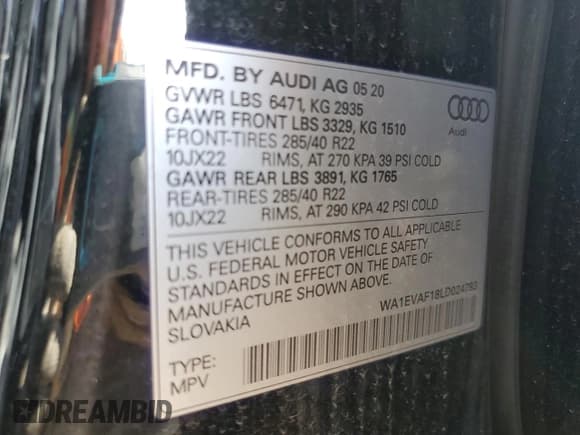 MFD. BY AUDI AG 05 20
GVWR LBS 6471, KG 2935
GAWR FRONT LBS 3329, KG 1510
FRONT-TIRES 285/40 R22
10JX22 RIMS, AT 270 KPA 39 PSI COLD
GAWR REAR LBS 3891, KG 1765
REAR-TIRES 285/40 R22
10JX22 RIMS, AT 290 KPA 42 PSI COLD
Audi
THIS VEHICLE CONFORMS TO ALL APPLICABLE
U.S. FEDERAL MOTOR VEHICLE SAFETY
STANDARDS IN EFFECT ON THE DATE OF
MANUFACTURE SHOWN ABOVE.
SLOVAKIA
TYPE:
MPV
DREAMBID